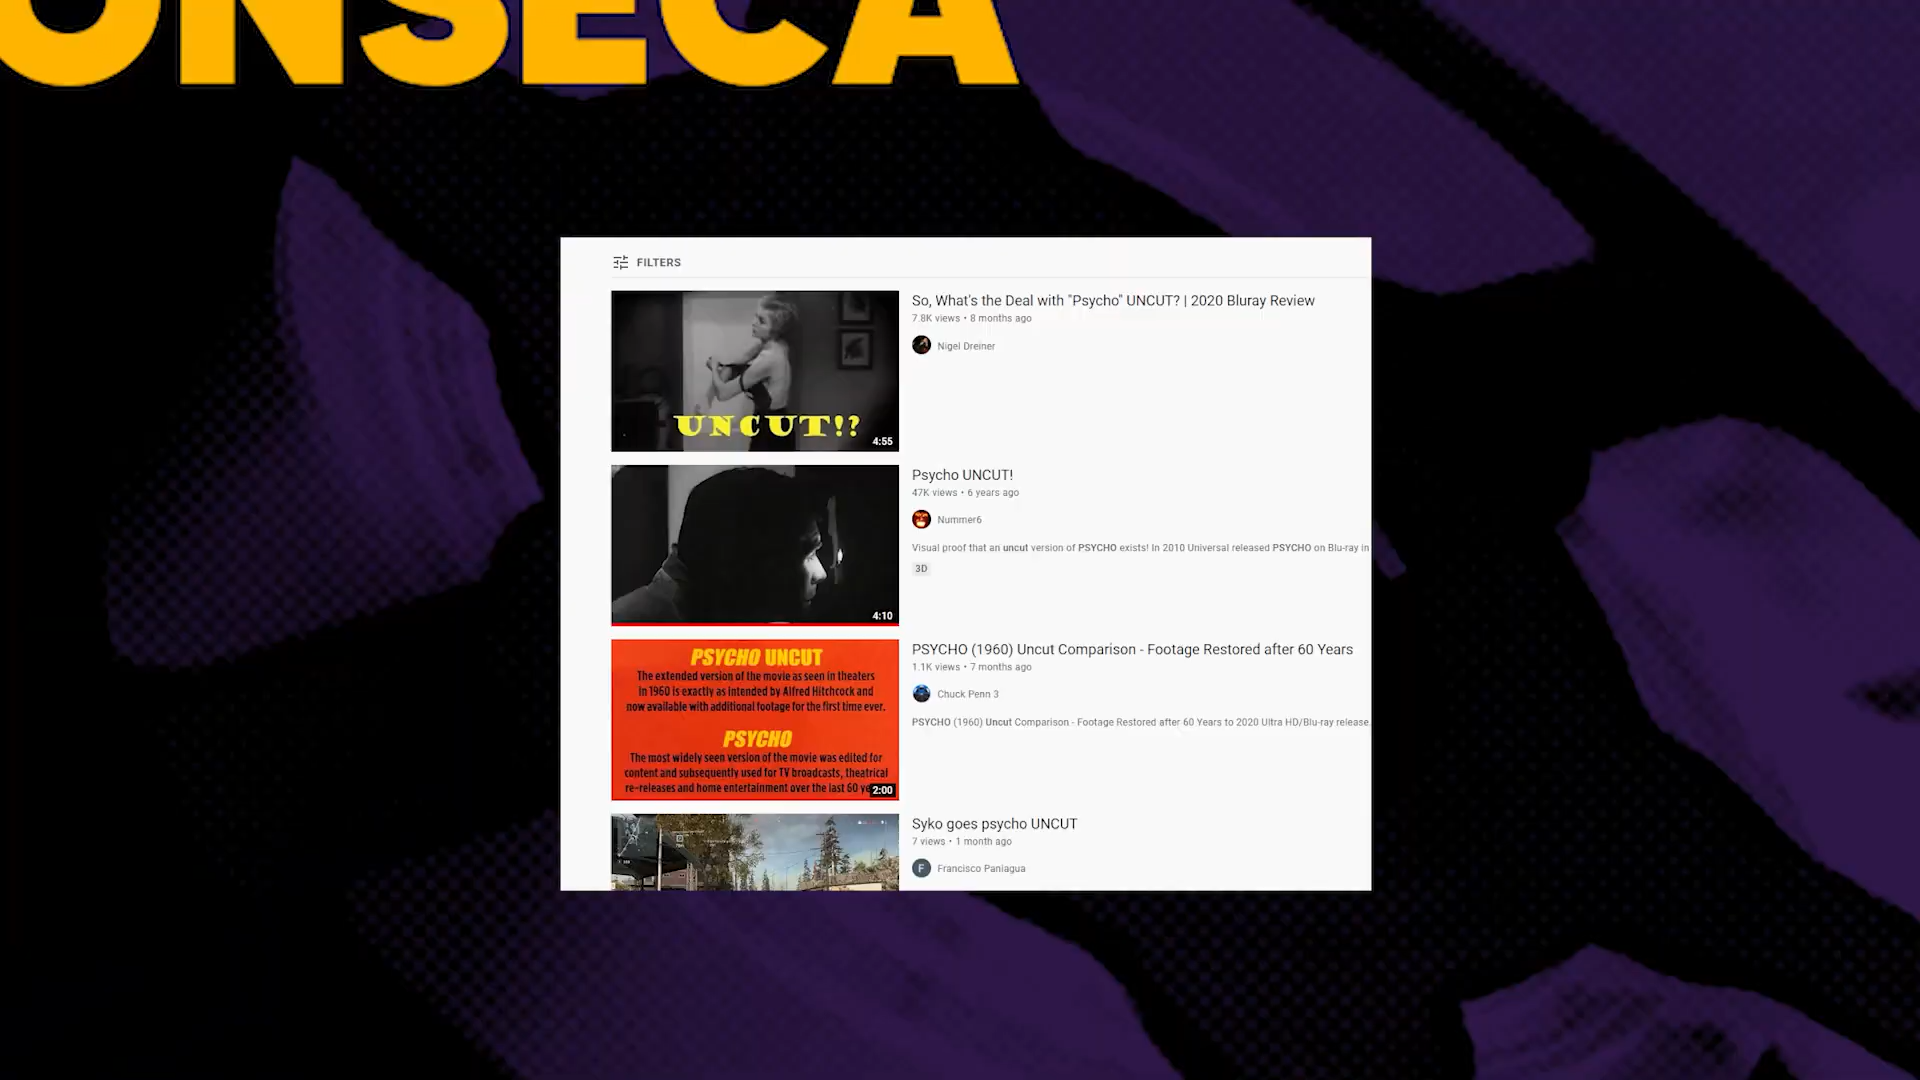 ONSECA
FILTERS
UNCUT!?
4:55
So, What's the Deal with "Psycho" UNCUT? | 2020 Bluray Review
7.8K views • 8 months ago
Nigel Dreiner
4:10
Psycho UNCUT!
47K views • 6 years ago
Nummer6
Visual proof that an uncut version of PSYCHO exists! In 2010 Universal released PSYCHO on Blu-ray in
3D
PSYCHO UNCUT
The extended version of the movie as seen in theaters
in 1960 is exactly as intended by Alfred Hitchcock and
now available with additional footage for the first time ever.
PSYCHO
The most widely seen version of the movie was edited for
content and subsequently used for TV broadcasts, theatrical
re-releases and home entertainment over the last 60 ye
2:00
PSYCHO (1960) Uncut Comparison - Footage Restored after 60 Years
1.1K views • 7 months ago
Chuck Penn 3
PSYCHO (1960) Uncut Comparison - Footage Restored after 60 Years to 2020 Ultra HD/Blu-ray release.
Syko goes psycho UNCUT
7 views • 1 month ago
F
Francisco Paniagua